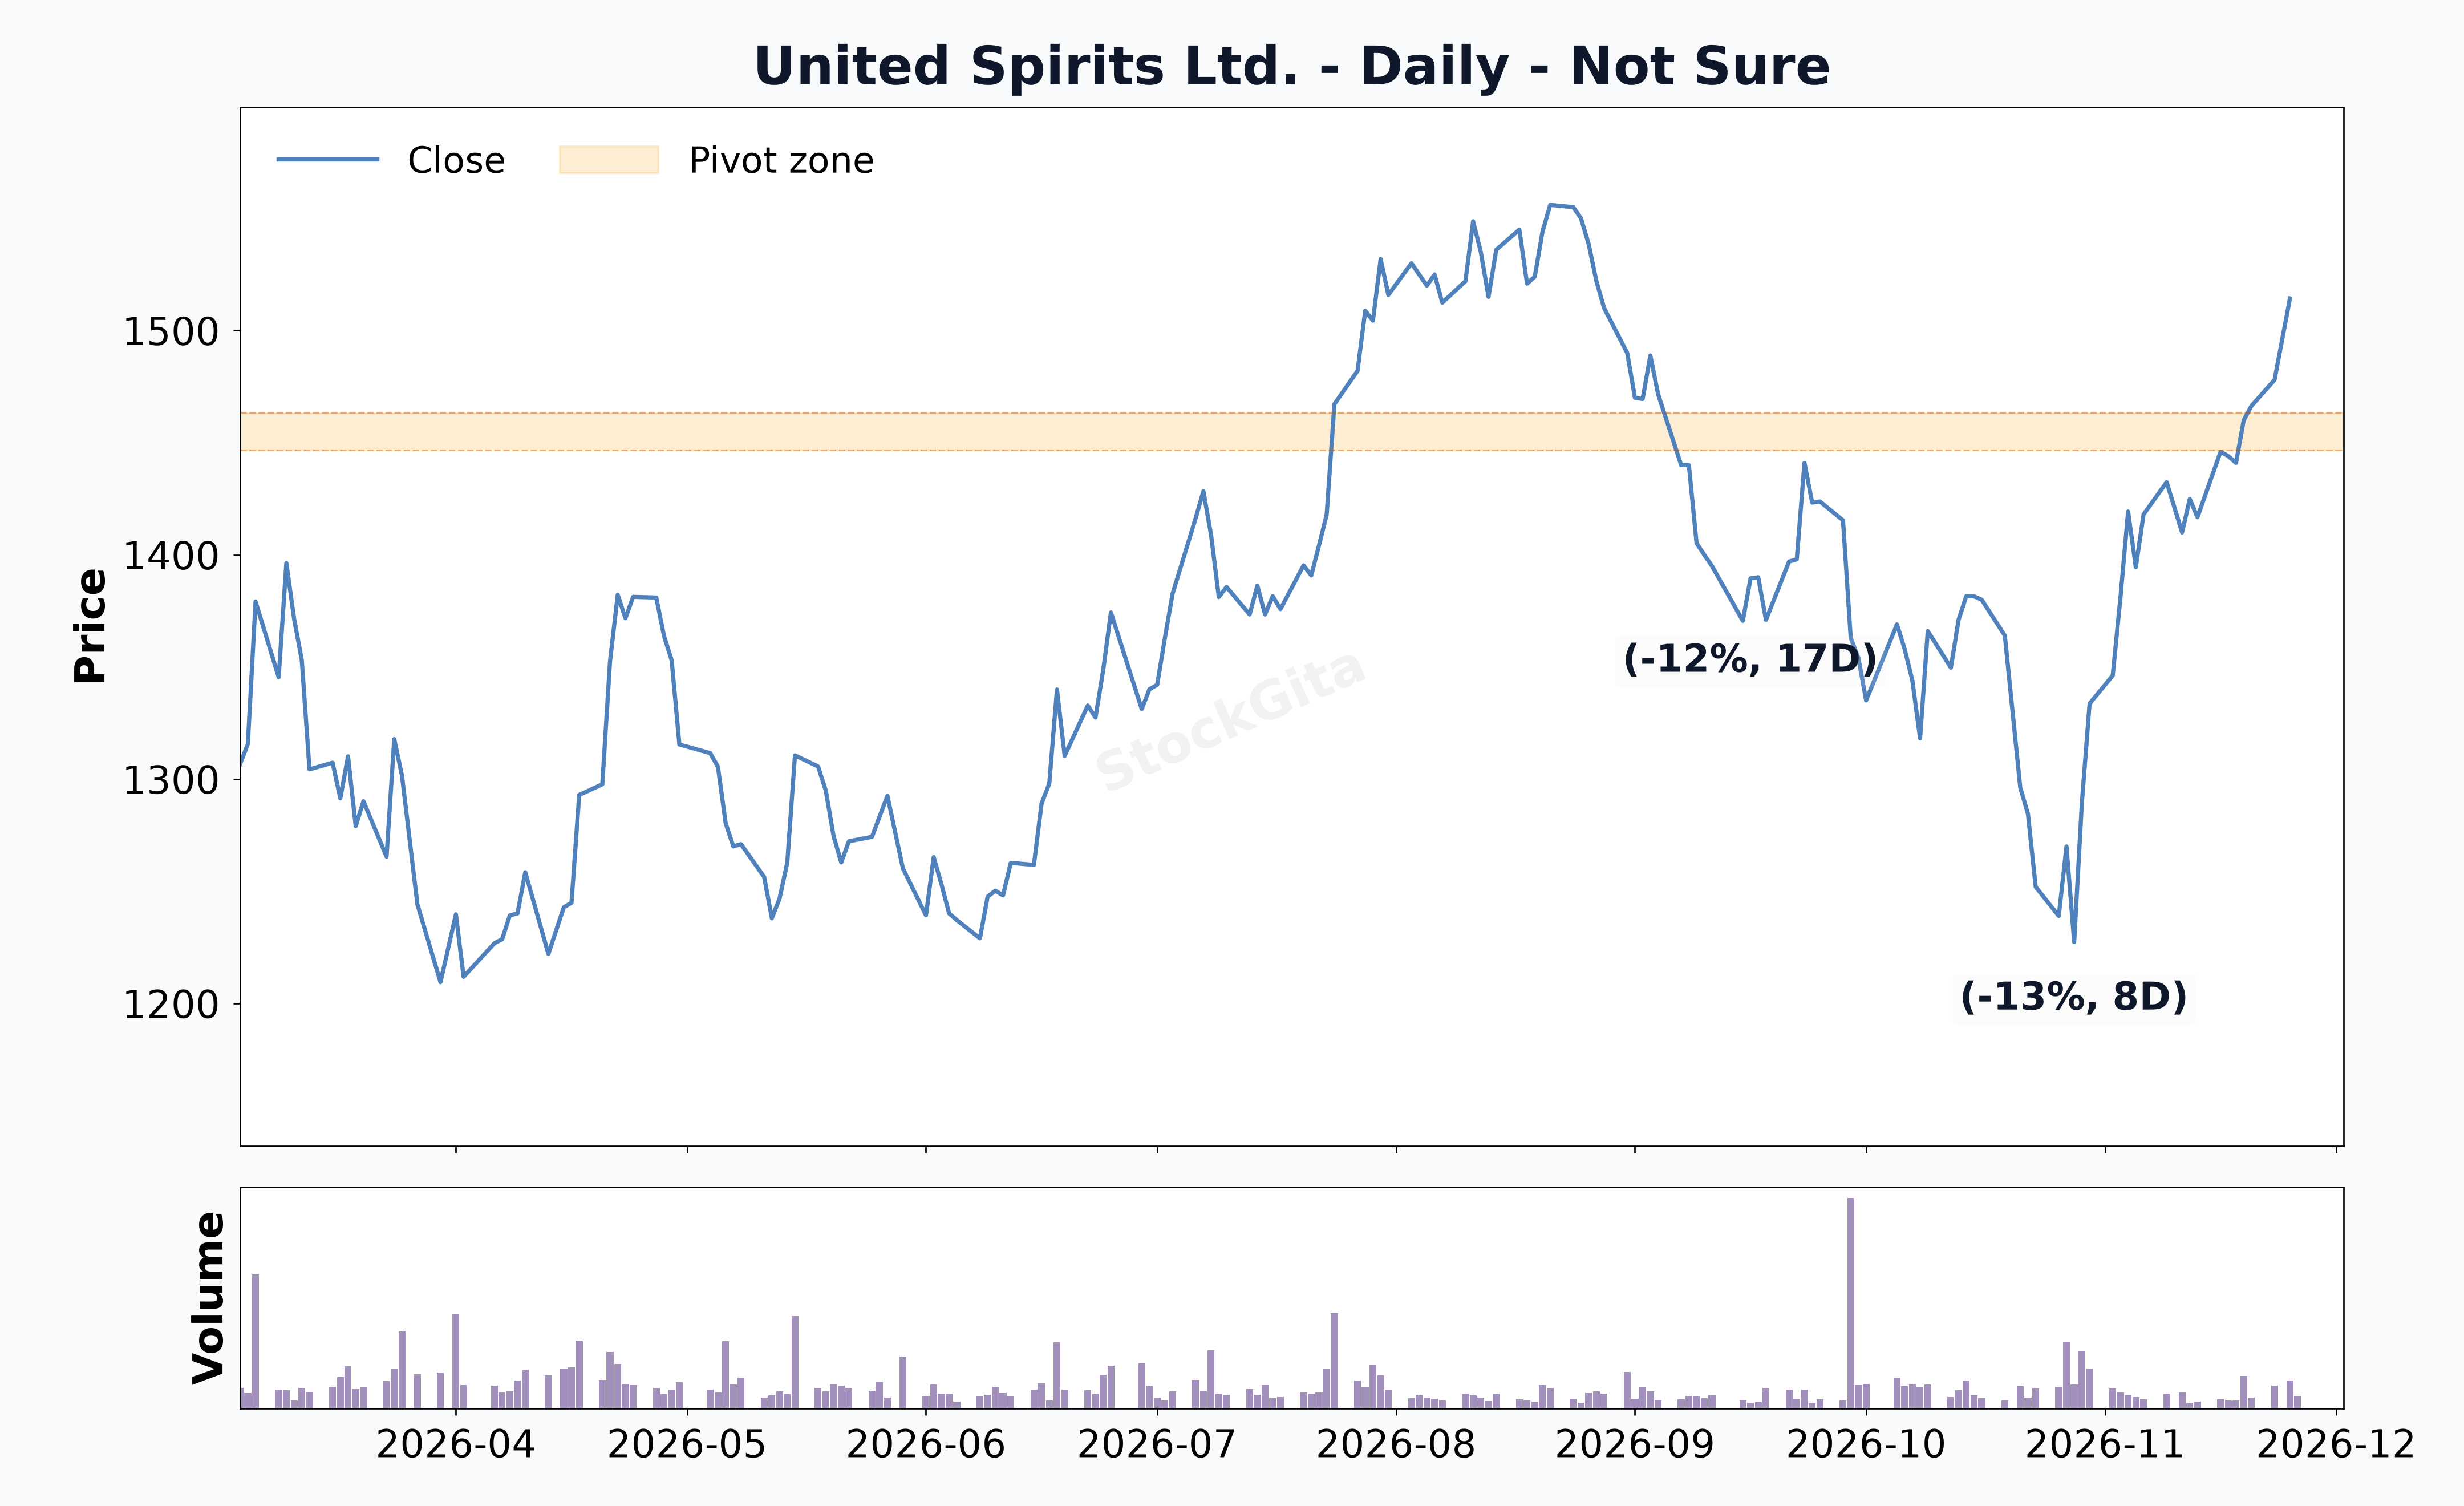 United Spirits Ltd. - Daily - Not Sure
Close
Pivot zone
Price
1500
1400
1300
1200
(-12%, 17D)
(-13%, 8D)
StockGita
Volume
2026-04
2026-05
2026-06
2026-07
2026-08
2026-09
2026-10
2026-11
2026-12